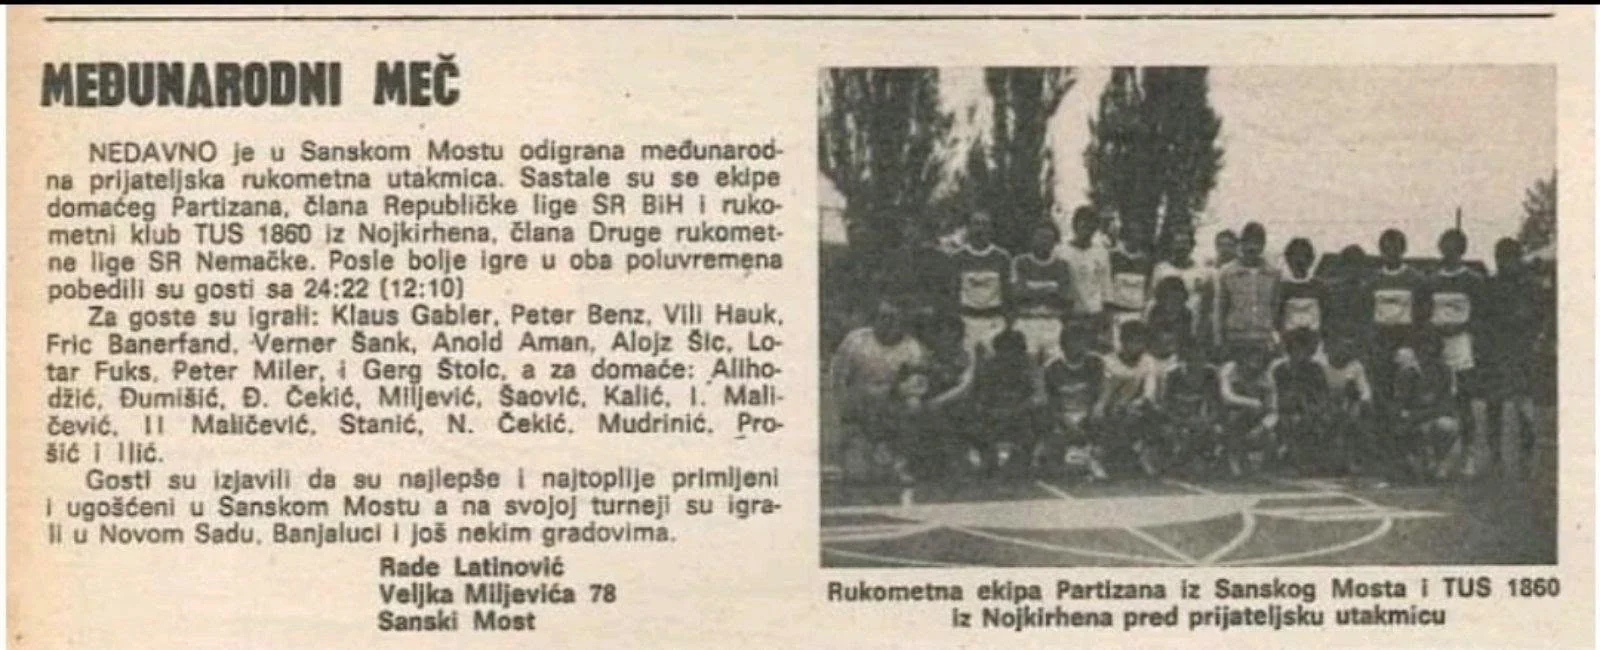 MEĐUNARODNI MEČ
NEDAVNO je u Sanskom Mostu odigrana međunarod-
na prijateljska rukometna utakmica. Sastale su se ekipe
domaćeg Partizana, člana Republičke lige SR BiH i ruko-
metni klub TUS 1860 iz Nojkirhena, člana Druge rukomet-
ne lige SR Nemačke. Posle bolje igre u oba poluvremena
pobedili su gosti sa 24:22 (12:10)
Za goste su igrali: Klaus Gabler, Peter Benz, Vili Hauk,
Fric Banerfand, Verner Šank, Anold Aman, Alojz Šic, Lo-
tar Fuks, Peter Miler, i Gerg Štolc, a za domaće: Aliho-
džić, Đumišić, Đ. Čekić, Miljević, Šaović, Kalić, I. Mali-
čević, II Maličević, Stanić, N. Čekić, Mudrinić, Pro-
šić i Ilić.
Gosti su izjavili da su najlepše i najtoplije primljeni
i ugošćeni u Sanskom Mostu a na svojoj turneji su igra-
li u Novom Sadu, Banjaluci i još nekim gradovima.
Rade Latinović
Veljka Miljevića 78
Sanski Most
Rukometna ekipa Partizana iz Sanskog Mosta i TUS 1860
iz Nojkirhena pred prijateljsku utakmicu